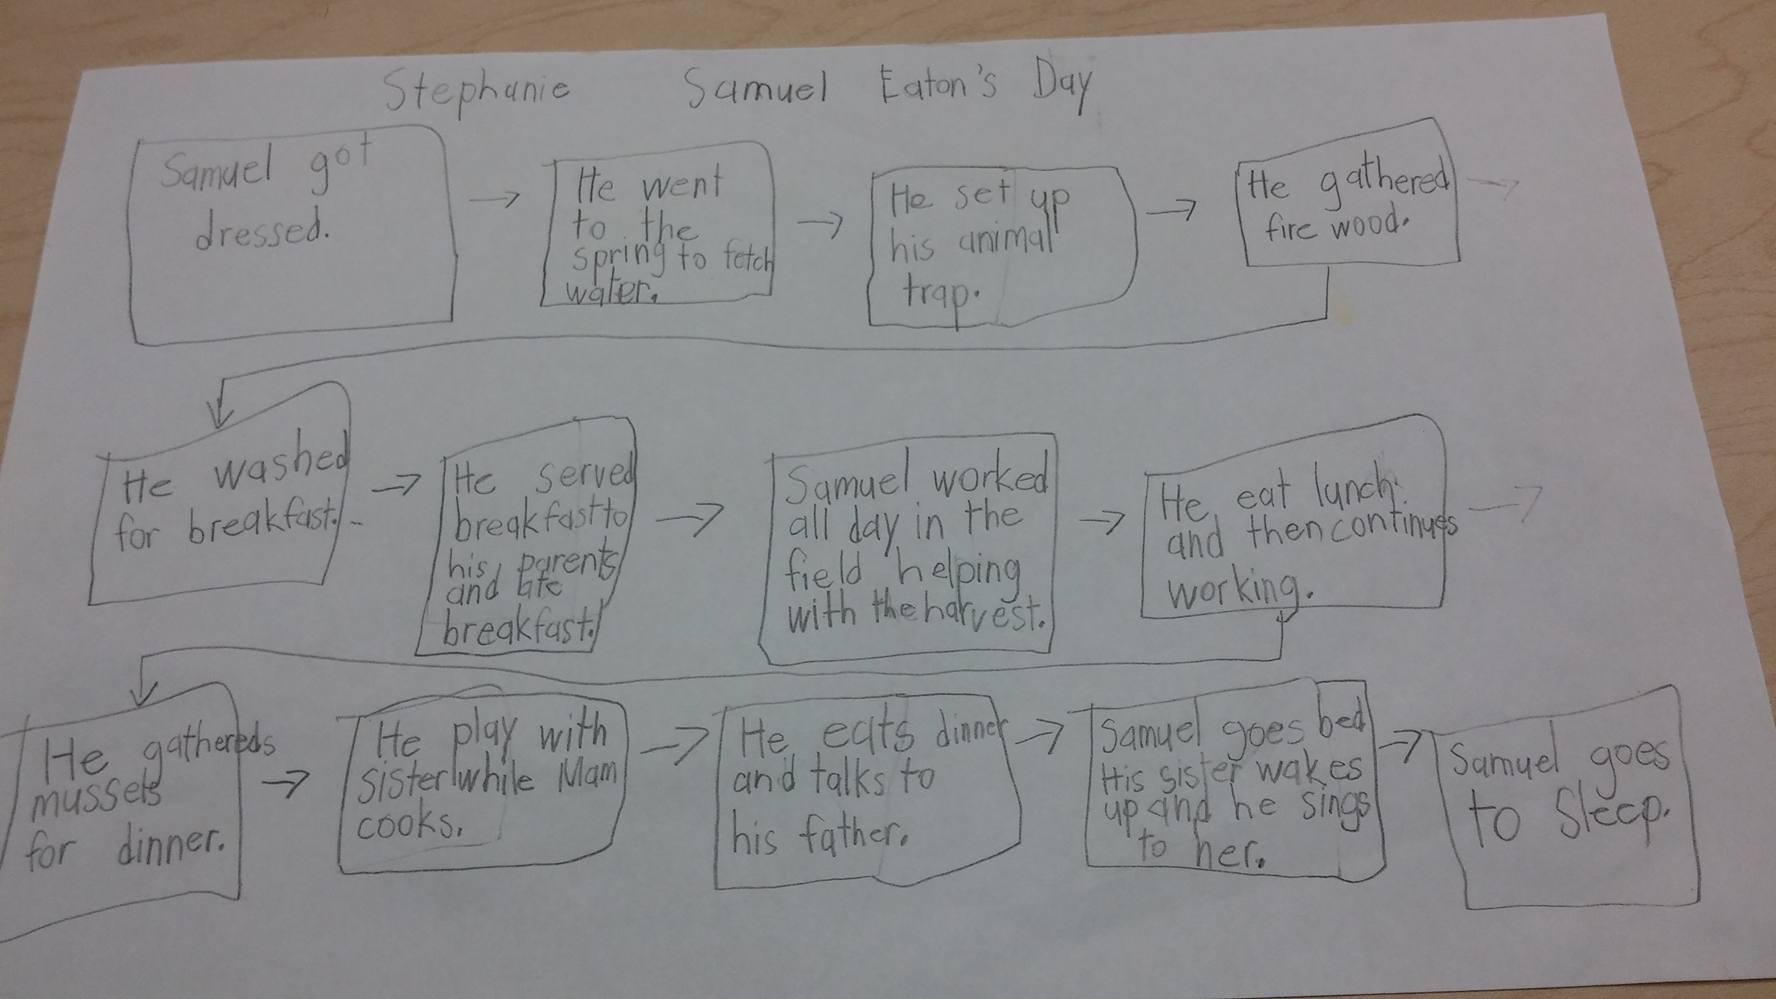 Stephanie Samuel Eaton's Day
Samuel got
dressed.
He went
to the
spring to fetch
water.
He set up
his animal
trap.
He gathered
fire wood.
He washed
for breakfast.
He served
breakfast to
his parents
and ate
breakfast.
Samuel worked
all day in the
field helping
with the harvest.
He eat lunch
and then continues
working.
He gathereds
mussels
for dinner.
He play with
sister while Mam
cooks.
He eats dinner
and talks to
his father.
Samuel goes bed
His sister wakes
up and he sings
to her.
Samuel goes
to sleep.